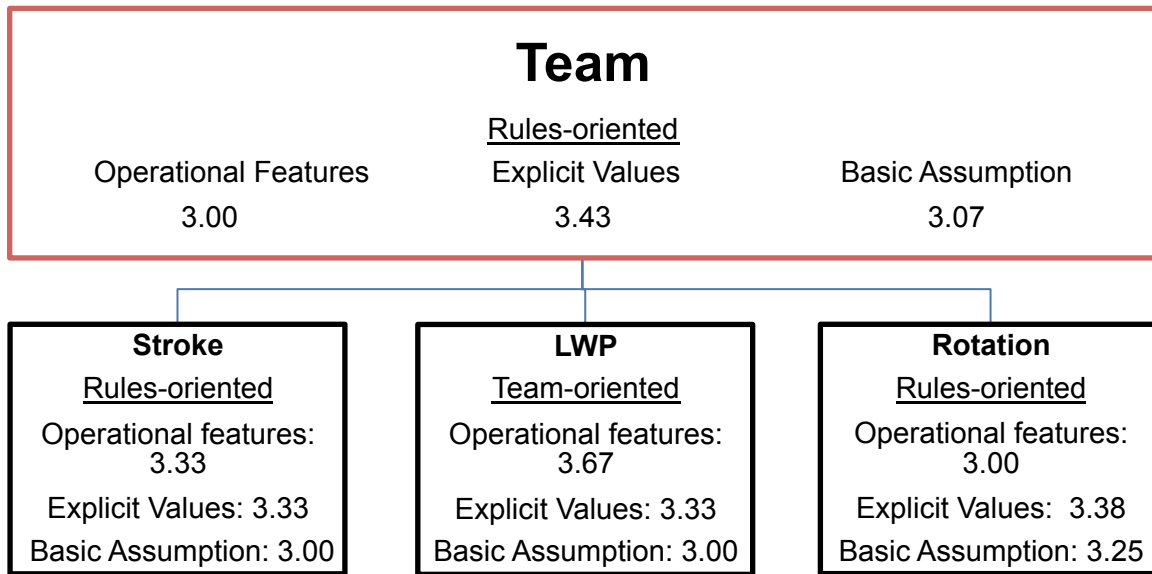 Team
Rules-oriented
Operational Features Explicit Values Basic Assumption
3.00 3.43 3.07
Stroke
Rules-oriented
Operational features:
3.33
Explicit Values: 3.33
Basic Assumption: 3.00
LWP
Team-oriented
Operational features:
3.67
Explicit Values: 3.33
Basic Assumption: 3.00
Rotation
Rules-oriented
Operational features:
3.00
Explicit Values: 3.38
Basic Assumption: 3.25